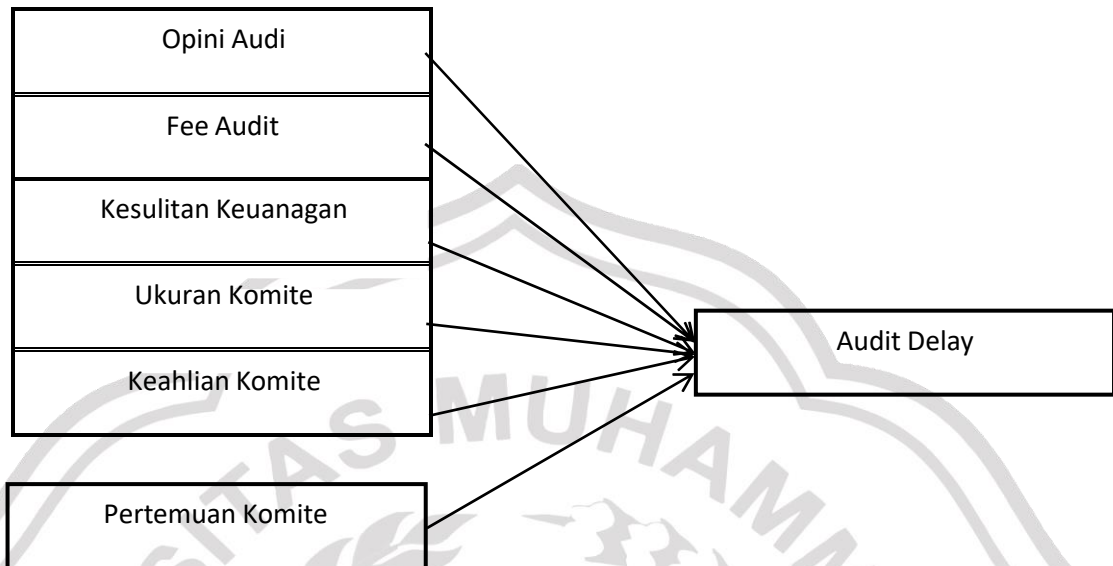 Opini Audi
Fee Audit
Kesulitan Keuanagan
Ukuran Komite
Audit Delay
Keahlian Komite
Pertemuan Komite